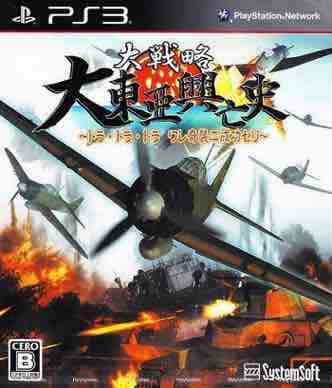 PS3
PlayStation Network
大戦略
大東亜興亡史
〜トラ・トラ・トラ ワレ奇襲ニ成功セリ〜
CERO
B
SystemSoft